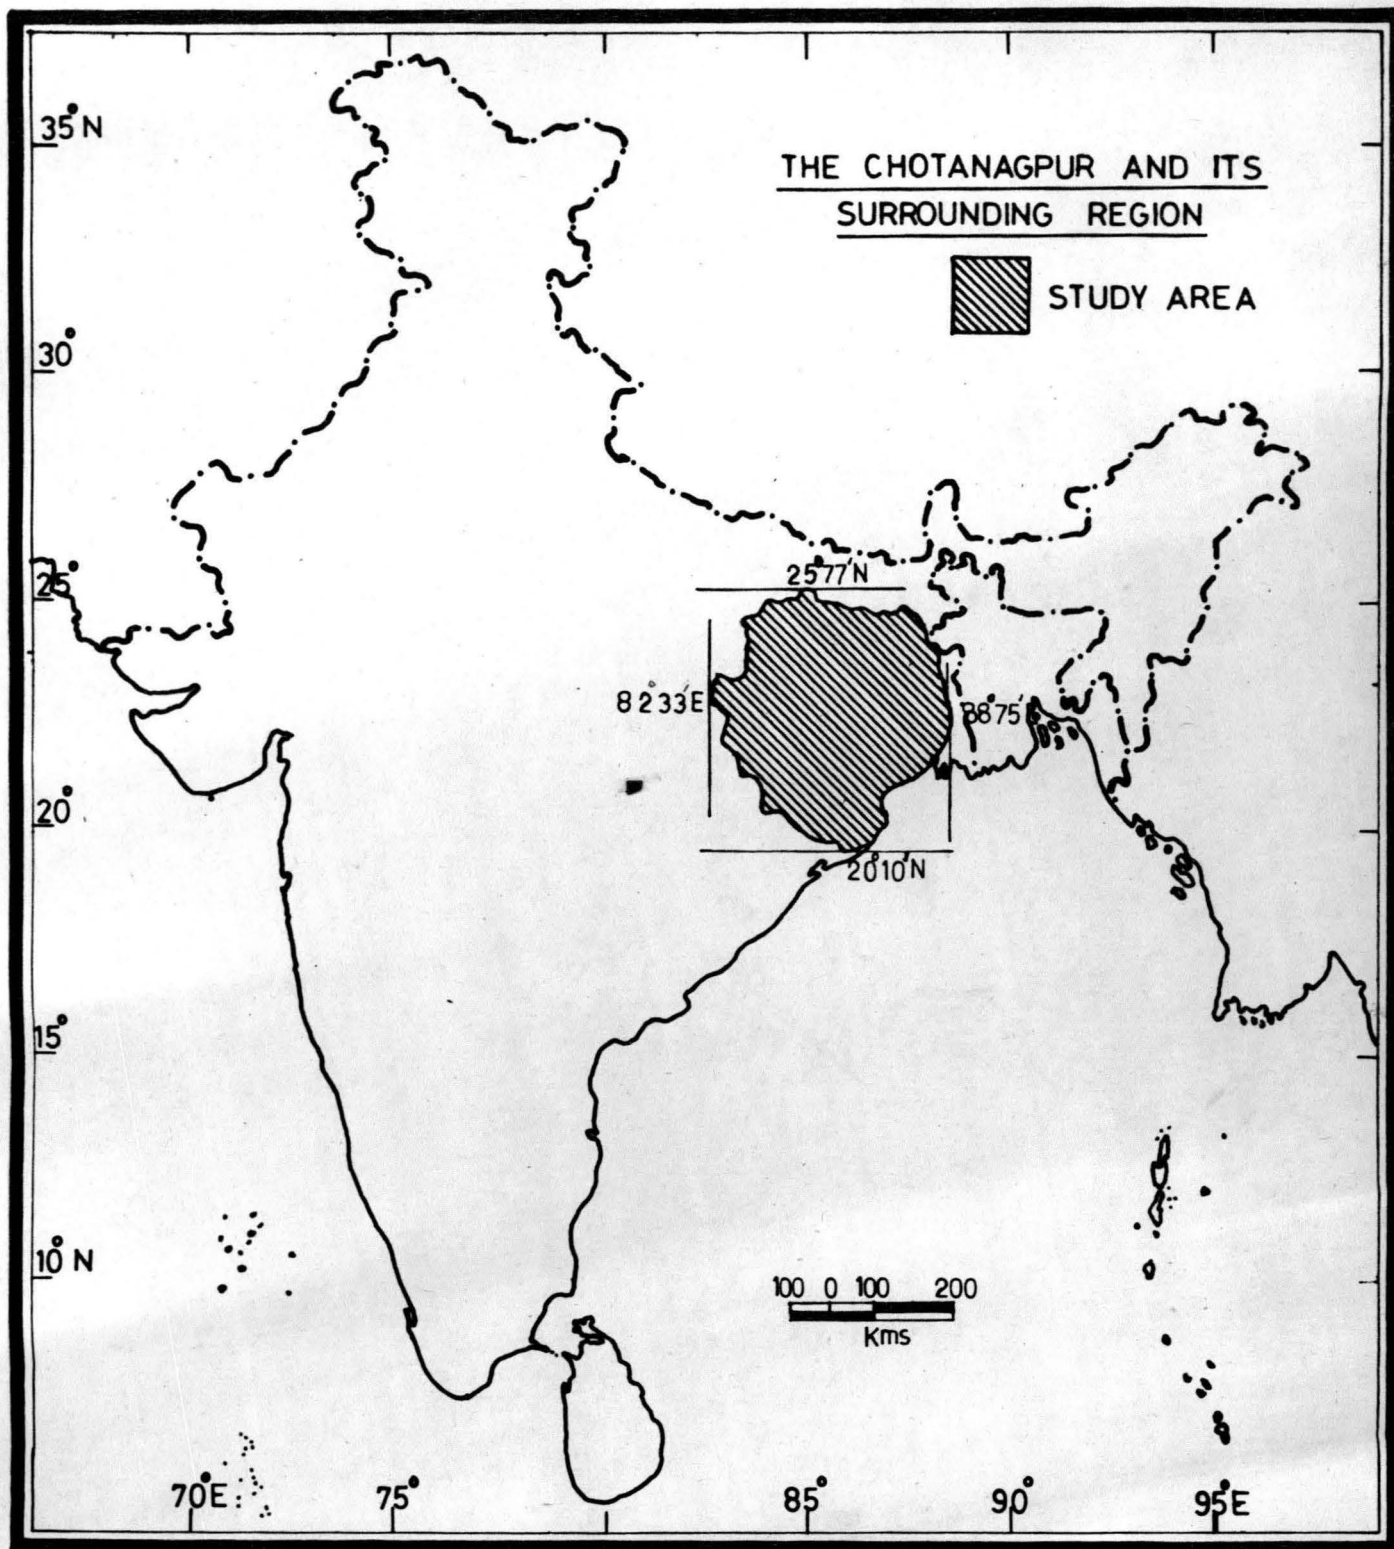 35°N
THE CHOTANAGPUR AND ITS
SURROUNDING REGION
STUDY AREA
30°
25°
25°77'N
82°33'E
88°75'
20°
20°10'N
15°
10°N
100 0 100 200
Kms
70°E 75° 85° 90° 95°E